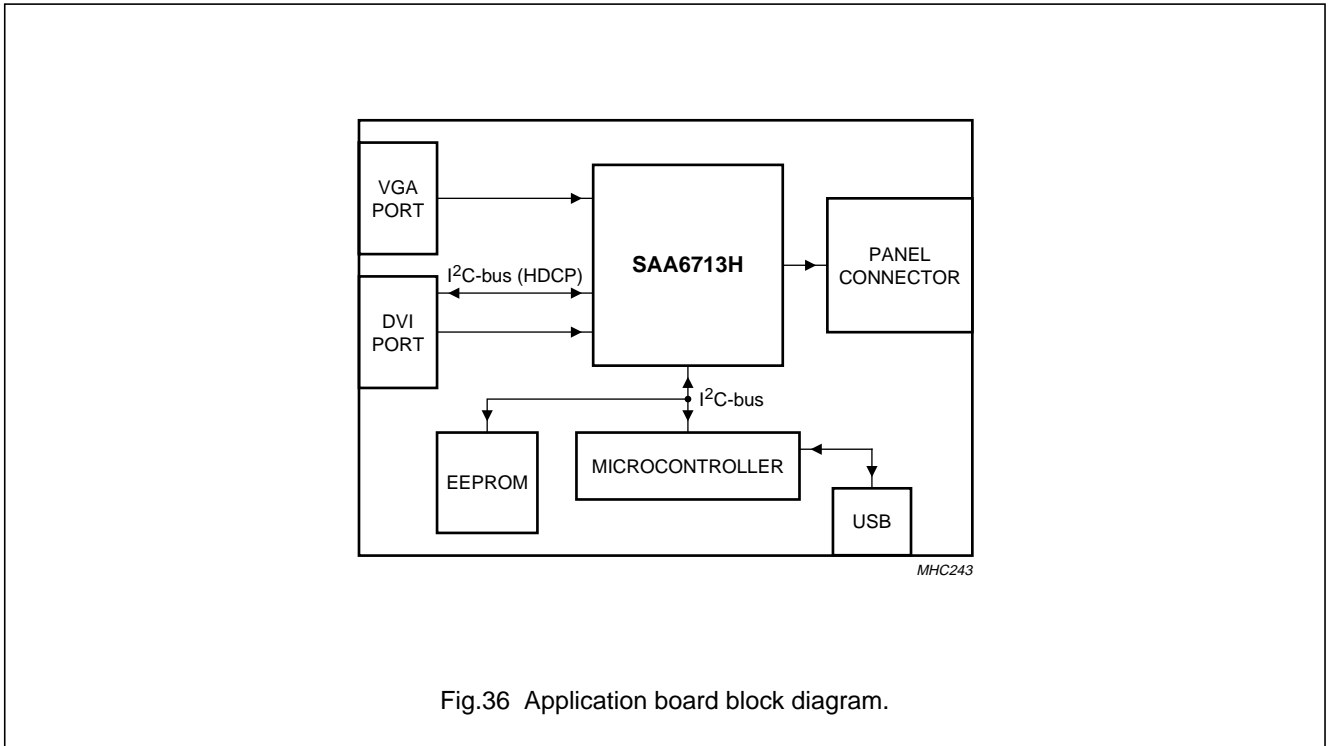 VGA
PORT
I²C-bus (HDCP)
DVI
PORT
SAA6713H
PANEL
CONNECTOR
I²C-bus
EEPROM
MICROCONTROLLER
USB
MHC243
Fig.36 Application board block diagram.